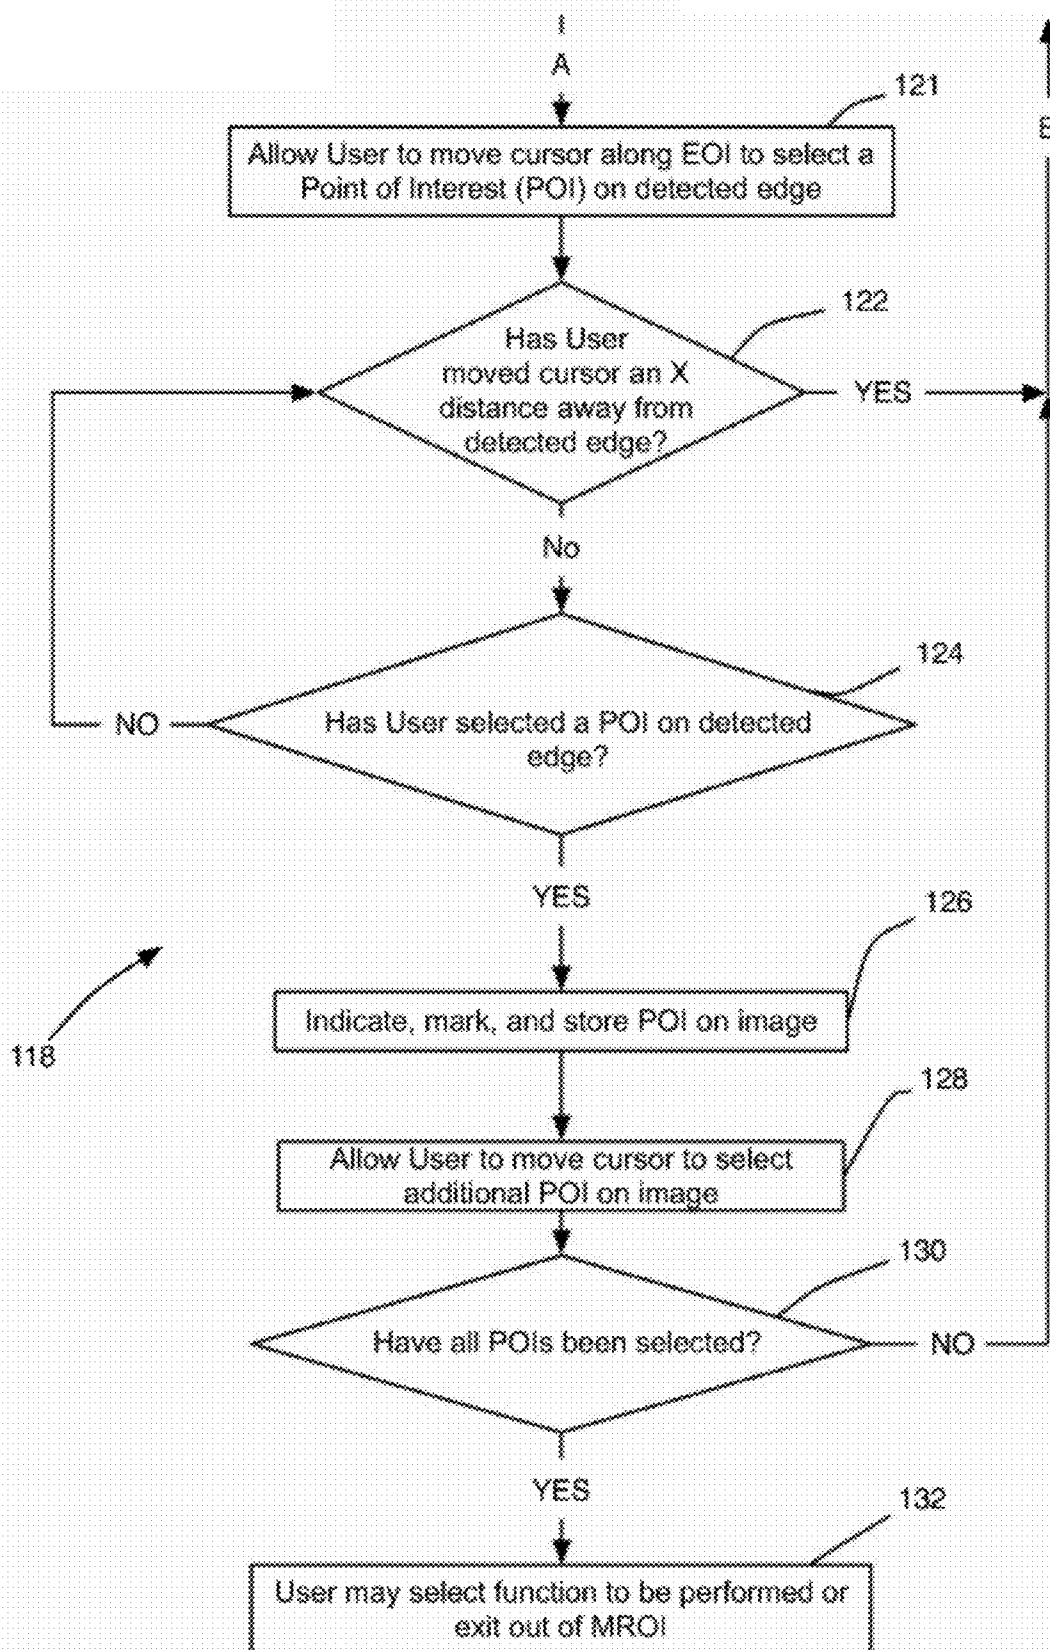 A
121
Allow User to move cursor along EOI to select a
Point of Interest (POI) on detected edge
122
Has User
moved cursor an X
distance away from
detected edge?
YES
No
124
Has User selected a POI on detected
edge?
NO
YES
126
Indicate, mark, and store POI on image
118
128
Allow User to move cursor to select
additional POI on image
130
Have all POIs been selected?
NO
YES
132
User may select function to be performed or
exit out of MROI